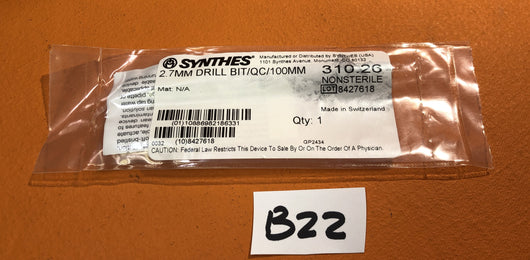 SYNTHES®
Manufactured or Distributed by SYNTHES (USA)
1101 Synthes Avenue, Monument, CO 80132
2.7MM DRILL BIT/QC/100MM
310.26
NONSTERILE
LOT 8427618
Mat: N/A
Made in Switzerland
(01)10886982186331
Qty: 1
0032
(10)8427618
GP2434
CAUTION: Federal Law Restricts This Device To Sale By Or On The Order Of A Physician.
B22